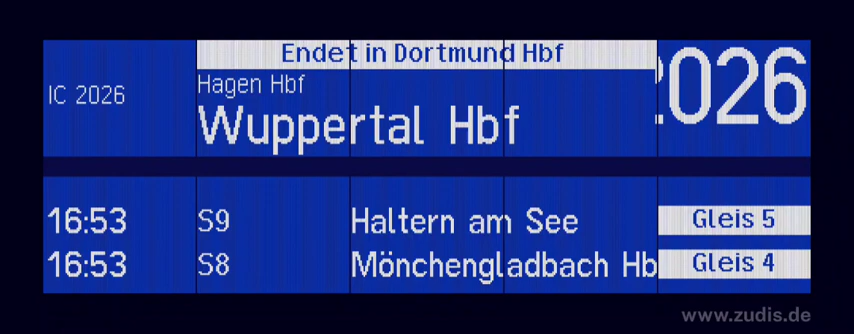 Endet in Dortmund Hbf
IC 2026
Hagen Hbf
Wuppertal Hbf
2026
16:53 S9 Haltern am See Gleis 5
16:53 S8 Mönchengladbach Hb Gleis 4
www.zudis.de